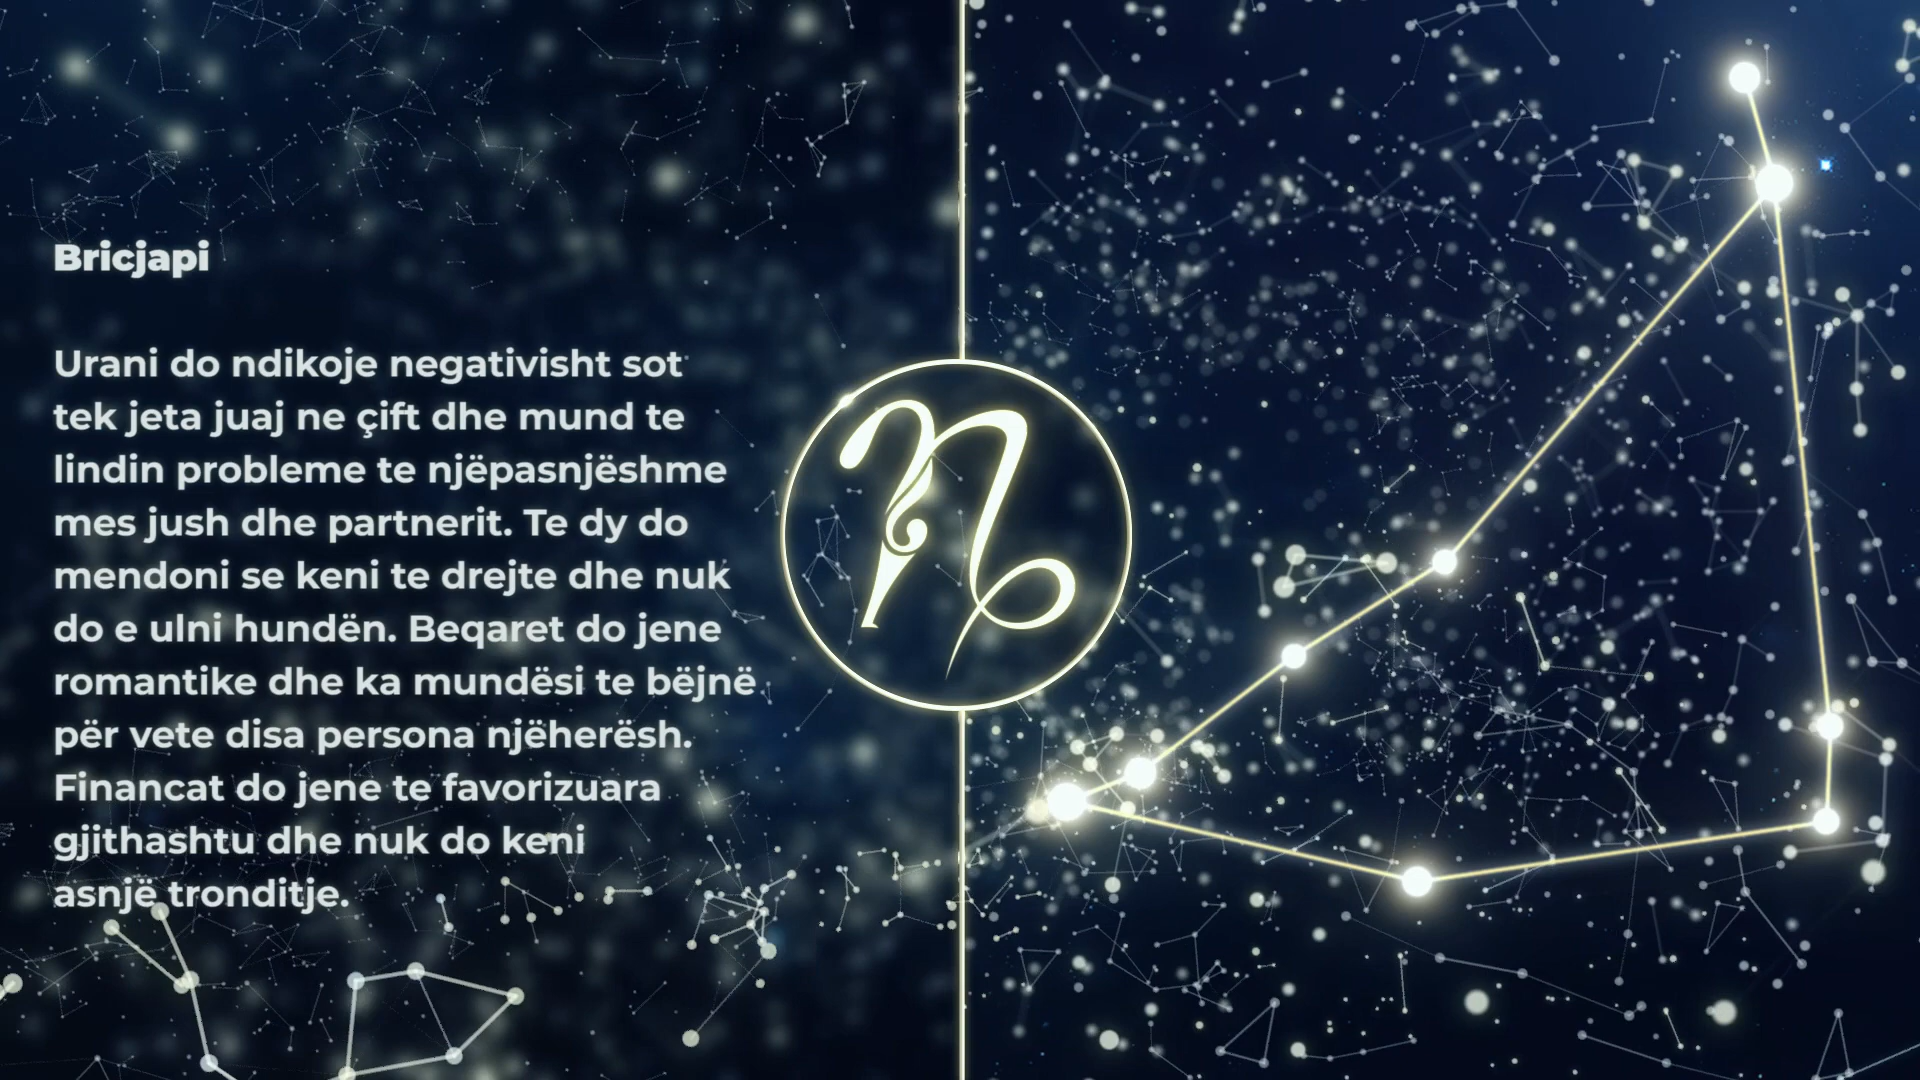 Bricjapi
Urani do ndikoje negativisht sot
tek jeta juaj ne çift dhe mund te
lindin probleme te njëpasnjëshme
mes jush dhe partnerit. Te dy do
mendoni se keni te drejte dhe nuk
do e ulni hundën. Beqaret do jene
romantike dhe ka mundësi te bëjnë
për vete disa persona njëherësh.
Financat do jene te favorizuara
gjithashtu dhe nuk do keni
asnjë tronditje.